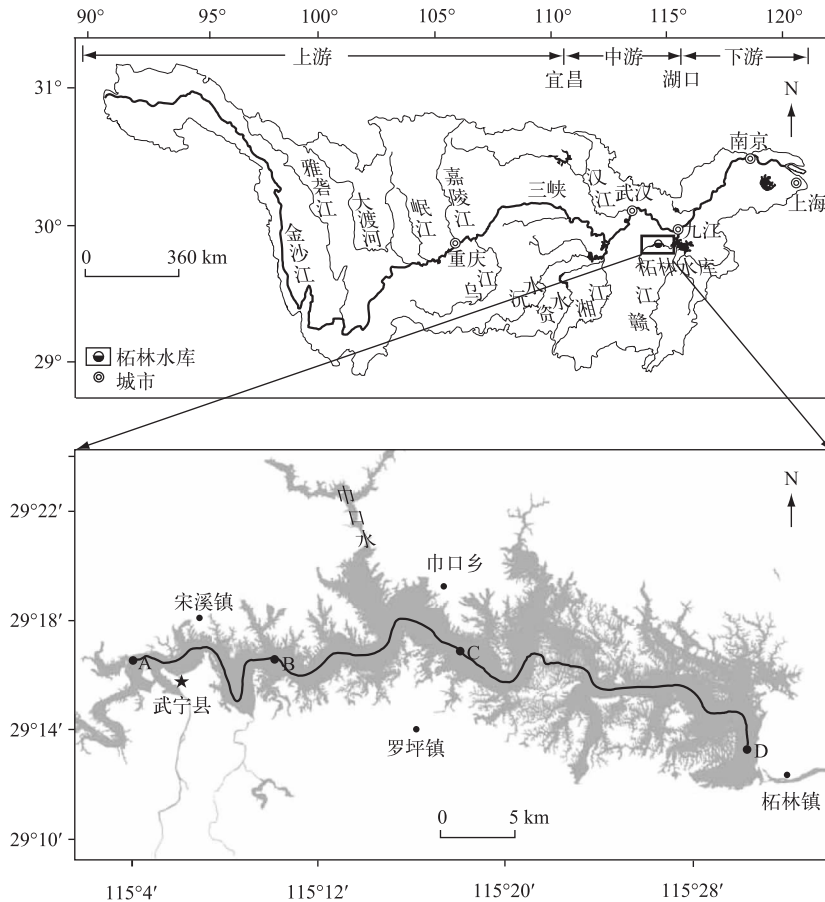 90°
95°
100°
105°
110°
115°
120°
上游
中游
下游
宜昌
湖口
31°
30°
29°
N
南京
上海
雅砻江
大渡河
岷江
嘉陵江
金沙江
三峡
汉江
武汉
九江
重庆
柘林水库
乌江
沅水
资水
湘江
赣江
0
360 km
柘林水库
城市
29°22′
29°18′
29°14′
29°10′
N
巾口水
巾口乡
宋溪镇
A
B
C
D
武宁县
罗坪镇
柘林镇
0
5 km
115°4′
115°12′
115°20′
115°28′